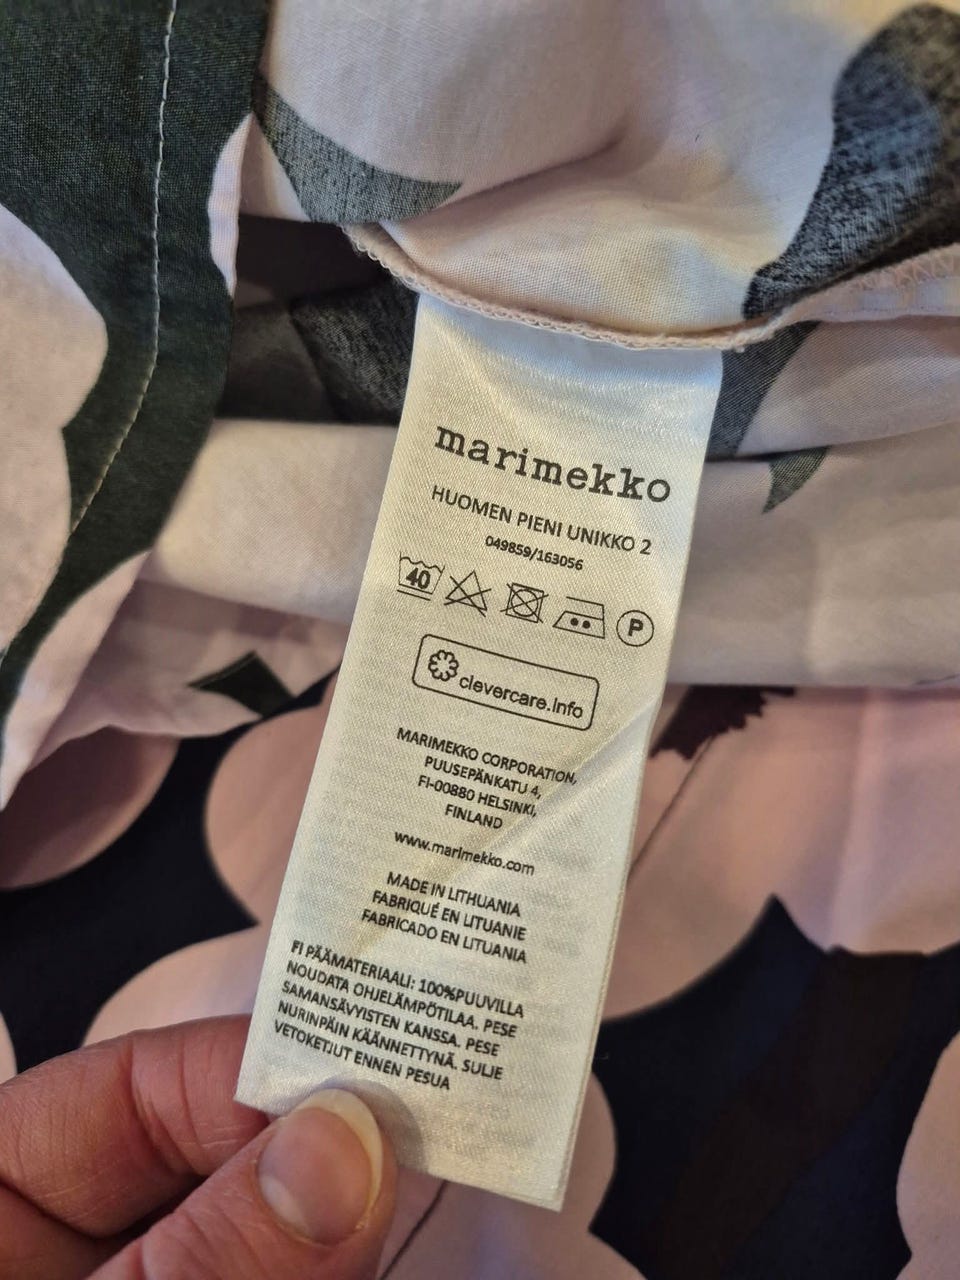 marimekko
HUOMEN PIENI UNIKKO 2
049859/163056
40
P
clevercare.info
MARIMEKKO CORPORATION,
PUUSEPÄNKATU 4,
FI-00880 HELSINKI,
FINLAND
www.marimekko.com
MADE IN LITHUANIA
FABRIQUÉ EN LITUANIE
FABRICADO EN LITUANIA
FI PÄÄMATERIAALI: 100%PUUVILLA
NOUDATA OHJELÄMPÖTILAA. PESE
SAMANSÄVYISTEN KANSSA. PESE
NURINPÄIN KÄÄNNETTYNÄ. SULJE
VETOKETJUT ENNEN PESUA